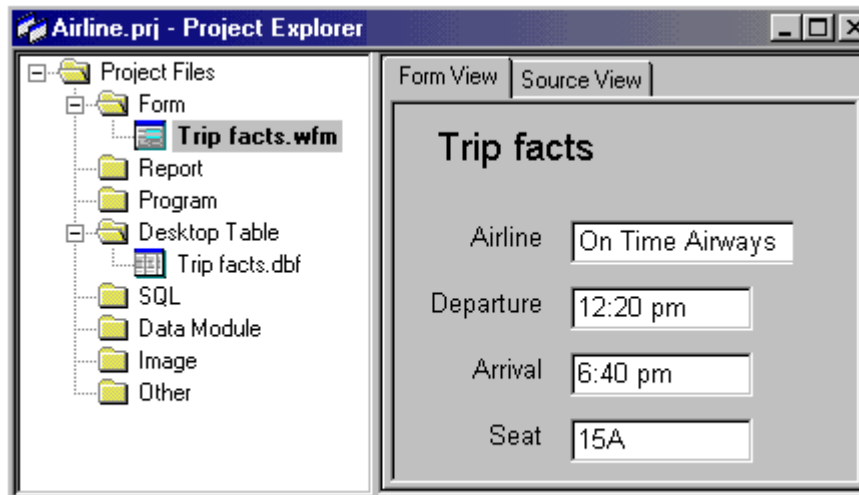 Airline.prj - Project Explorer
Project Files
Form
Trip facts.wfm
Report
Program
Desktop Table
Trip facts.dbf
SQL
Data Module
Image
Other
Form View
Source View
Trip facts
Airline On Time Airways
Departure 12:20 pm
Arrival 6:40 pm
Seat 15A